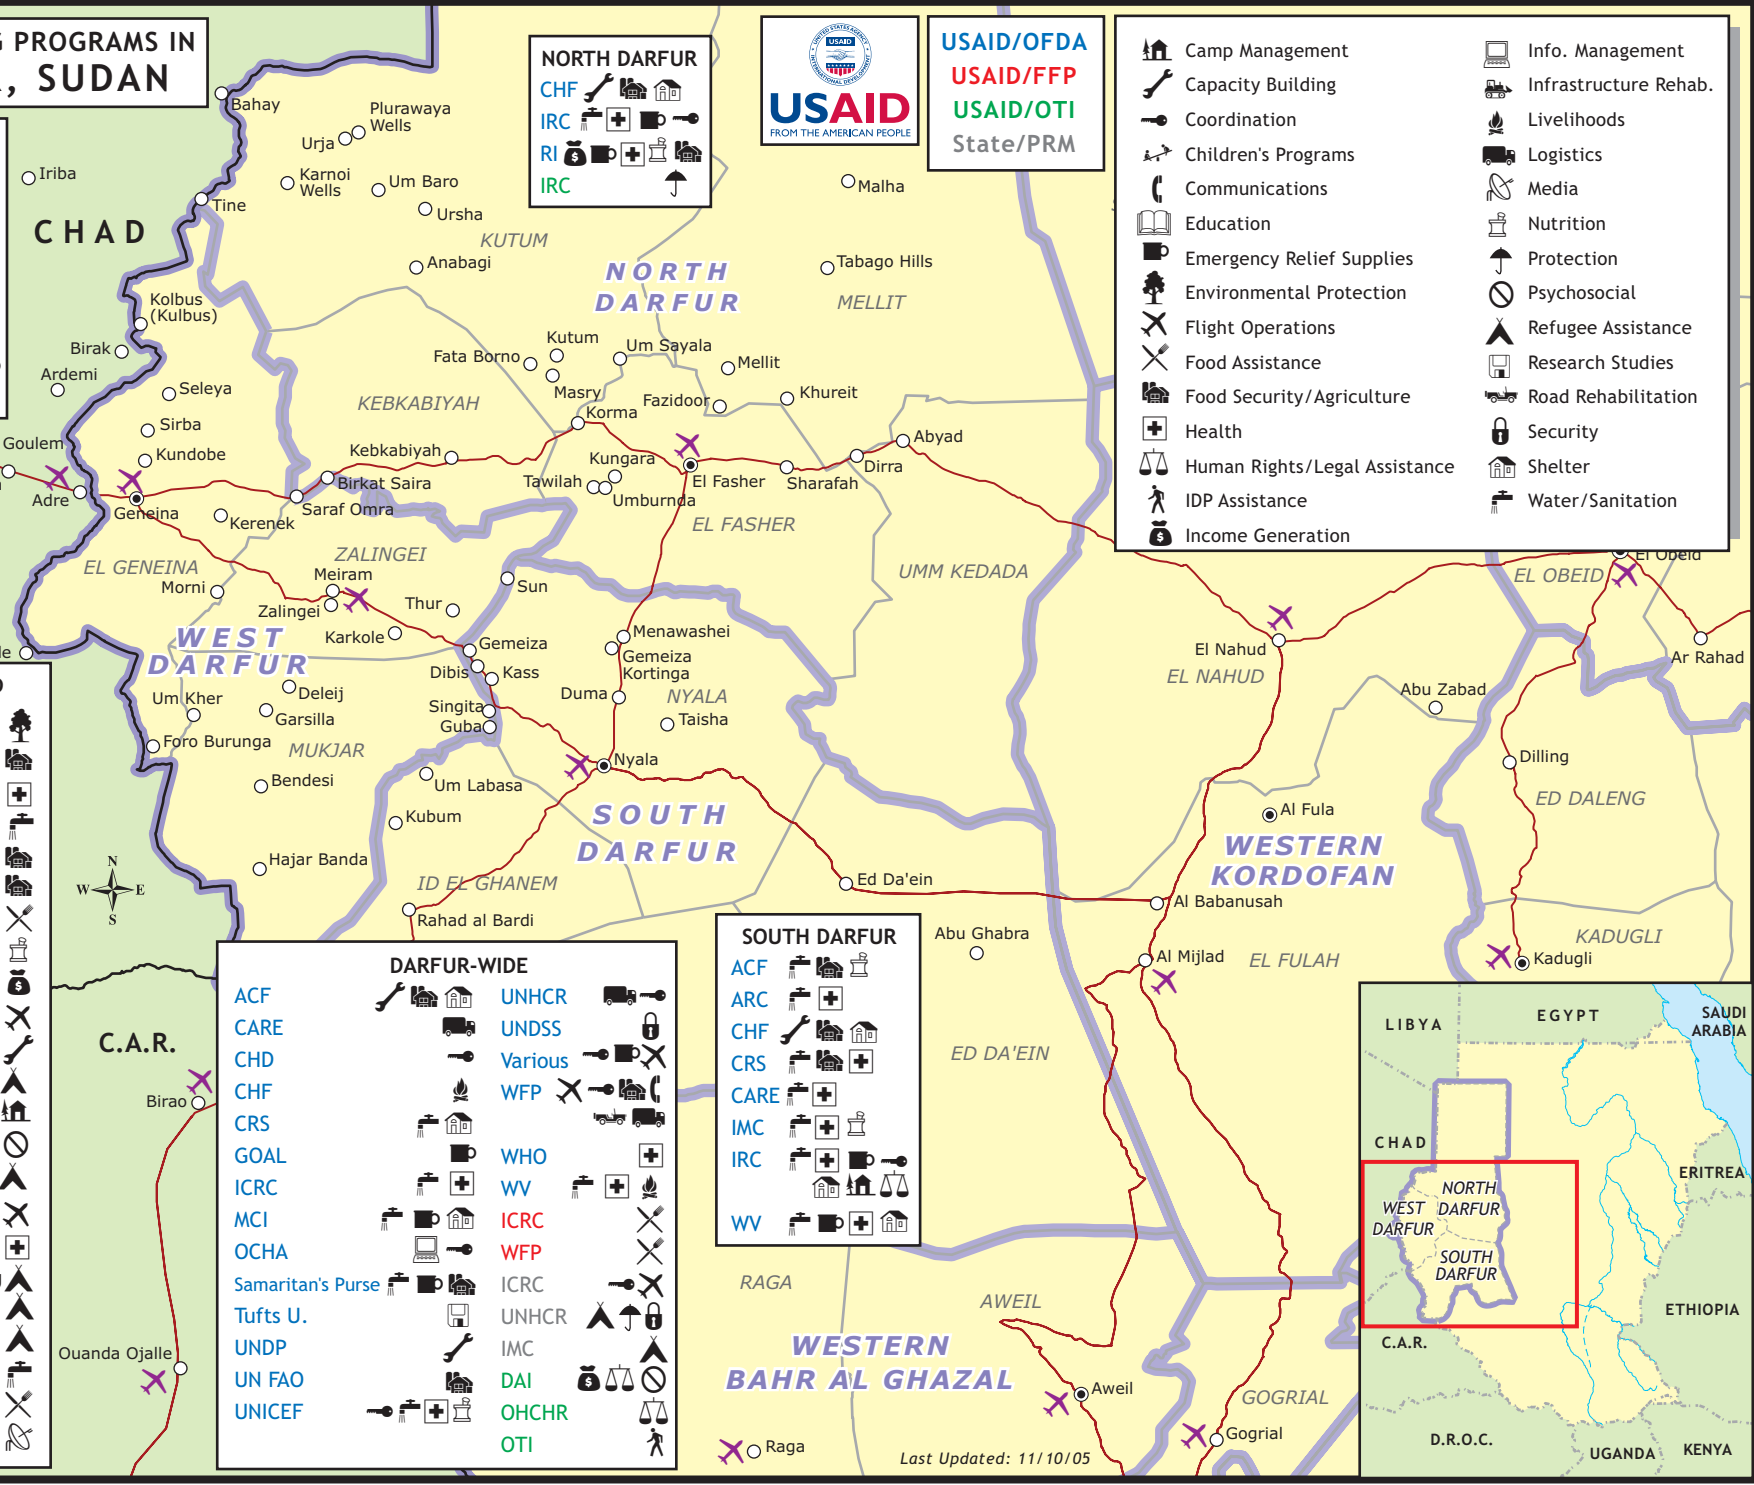 PROGRAMS IN
, SUDAN
NORTH DARFUR
CHF
IRC
RI
IRC
UNITED STATES AGENCY
USAID
INTERNATIONAL DEVELOPMENT
USAID
FROM THE AMERICAN PEOPLE
USAID/OFDA
USAID/FFP
USAID/OTI
State/PRM
Camp Management
Capacity Building
Coordination
Children's Programs
Communications
Education
Emergency Relief Supplies
Environmental Protection
Flight Operations
Food Assistance
Food Security/Agriculture
Health
Human Rights/Legal Assistance
IDP Assistance
Income Generation
Info. Management
Infrastructure Rehab.
Livelihoods
Logistics
Media
Nutrition
Protection
Psychosocial
Refugee Assistance
Research Studies
Road Rehabilitation
Security
Shelter
Water/Sanitation
Bahay
Plurawaya
Wells
Urja
Iriba
Karnoi
Wells
Um Baro
Tine
Ursha
CHAD
KUTUM
Malha
Anabagi
NORTH
DARFUR
Tabago Hills
MELLIT
Kolbus
(Kulbus)
Birak
Ardemi
Kutum
Fata Borno
Um Sayala
Mellit
Masry
Seleya
KEBKABIYAH
Korma
Fazidoor
Khureit
Sirba
Goulem
Kundobe
Kebkabiyah
Abyad
Kungara
Dirra
Adre
Birkat Saira
Tawilah
El Fasher
Sharafah
Geneina
Saraf Omra
Umburnda
Kerenek
EL FASHER
ZALINGEI
EL GENEINA
Meiram
UMM KEDADA
El Obeid
EL OBEID
Morni
Sun
Zalingei
Thur
WEST
DARFUR
Karkole
Gemeiza
Menawashei
Gemeiza
Kortinga
El Nahud
Ar Rahad
EL NAHUD
Dibis
Kass
Um Kher
Deleij
Duma
NYALA
Abu Zabad
Garsilla
Singita
Guba
Taisha
Foro Burunga
MUKJAR
Nyala
Dilling
Bendesi
Um Labasa
ED DALENG
Kubum
SOUTH
DARFUR
Al Fula
WESTERN
KORDOFAN
Hajar Banda
N
W
E
S
ID EL GHANEM
Ed Da'ein
Rahad al Bardi
Al Babanusah
Abu Ghabra
KADUGLI
Al Mijlad
EL FULAH
Kadugli
C.A.R.
Birao
ED DA'EIN
Ouanda Ojalle
DARFUR-WIDE
ACF
CARE
CHD
CHF
CRS
GOAL
ICRC
MCI
OCHA
Samaritan's Purse
Tufts U.
UNDP
UN FAO
UNICEF
UNHCR
UNDSS
Various
WFP
WHO
WV
ICRC
WFP
ICRC
UNHCR
IMC
DAI
OHCHR
OTI
SOUTH DARFUR
ACF
ARC
CHF
CRS
CARE
IMC
IRC
WV
RAGA
AWEIL
WESTERN
BAHR AL GHAZAL
Aweil
GOGRIAL
Gogrial
Raga
Last Updated: 11/10/05
LIBYA
EGYPT
SAUDI
ARABIA
CHAD
ERITREA
NORTH
DARFUR
WEST
DARFUR
SOUTH
DARFUR
ETHIOPIA
C.A.R.
D.R.O.C.
UGANDA
KENYA